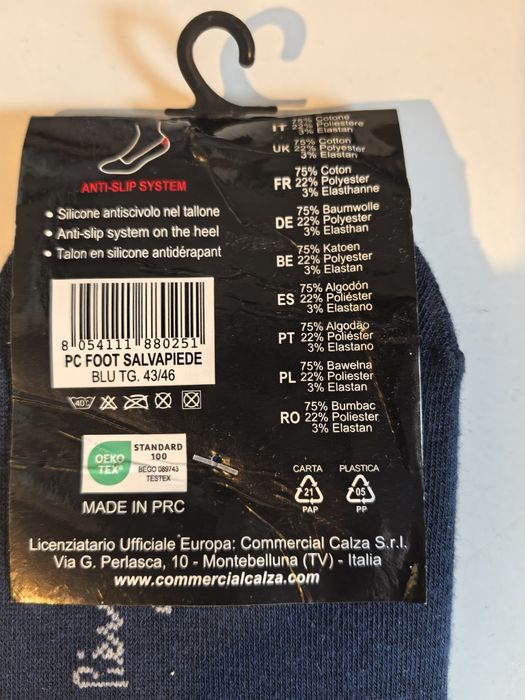 ANTI-SLIP SYSTEM
• Silicone antiscivolo nel tallone
• Anti-slip system on the heel
• Talon en silicone antidérapant
8 054111 880251
PC FOOT SALVAPIEDE
BLU TG. 43/46
40°
OEKO
TEX®
STANDARD
100
BEGO 089743
TESTEX
MADE IN PRC
IT 75% Cotone
22% Poliestere
3% Elastan
UK 75% Cotton
22% Polyester
3% Elastan
FR 75% Coton
22% Polyester
3% Elasthanne
DE 75% Baumwolle
22% Polyester
3% Elasthan
BE 75% Katoen
22% Polyester
3% Elastan
ES 75% Algodón
22% Poliéster
3% Elastano
PT 75% Algodão
22% Poliéster
3% Elastano
PL 75% Bawełna
22% Poliester
3% Elastan
RO 75% Bumbac
22% Poliester
3% Elastan
CARTA
21
PAP
PLASTICA
05
PP
Licenziatario Ufficiale Europa: Commercial Calza S.r.l.
Via G. Perlasca, 10 - Montebelluna (TV) - Italia
www.commercialcalza.com